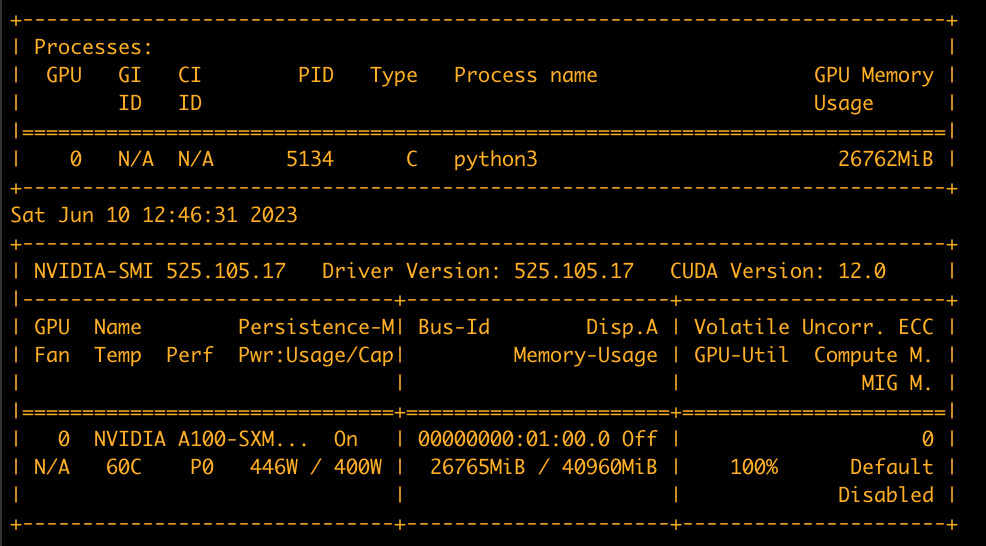 +-----------------------------------------------------------------------------+
| Processes:                                                                  |
|  GPU   GI   CI        PID   Type   Process name                  GPU Memory |
|        ID   ID                                                   Usage      |
|=============================================================================|
|    0   N/A  N/A      5134      C   python3                         26762MiB |
+-----------------------------------------------------------------------------+
Sat Jun 10 12:46:31 2023
+-----------------------------------------------------------------------------+
| NVIDIA-SMI 525.105.17   Driver Version: 525.105.17   CUDA Version: 12.0     |
|-------------------------------+----------------------+----------------------+
| GPU  Name        Persistence-M| Bus-Id        Disp.A | Volatile Uncorr. ECC |
| Fan  Temp  Perf  Pwr:Usage/Cap|         Memory-Usage | GPU-Util  Compute M. |
|                               |                      |               MIG M. |
|===============================+======================+======================|
|   0  NVIDIA A100-SXM...  On   | 00000000:01:00.0 Off |                    0 |
| N/A   60C    P0   446W / 400W |  26765MiB / 40960MiB |    100%      Default |
|                               |                      |             Disabled |
+-------------------------------+----------------------+----------------------+